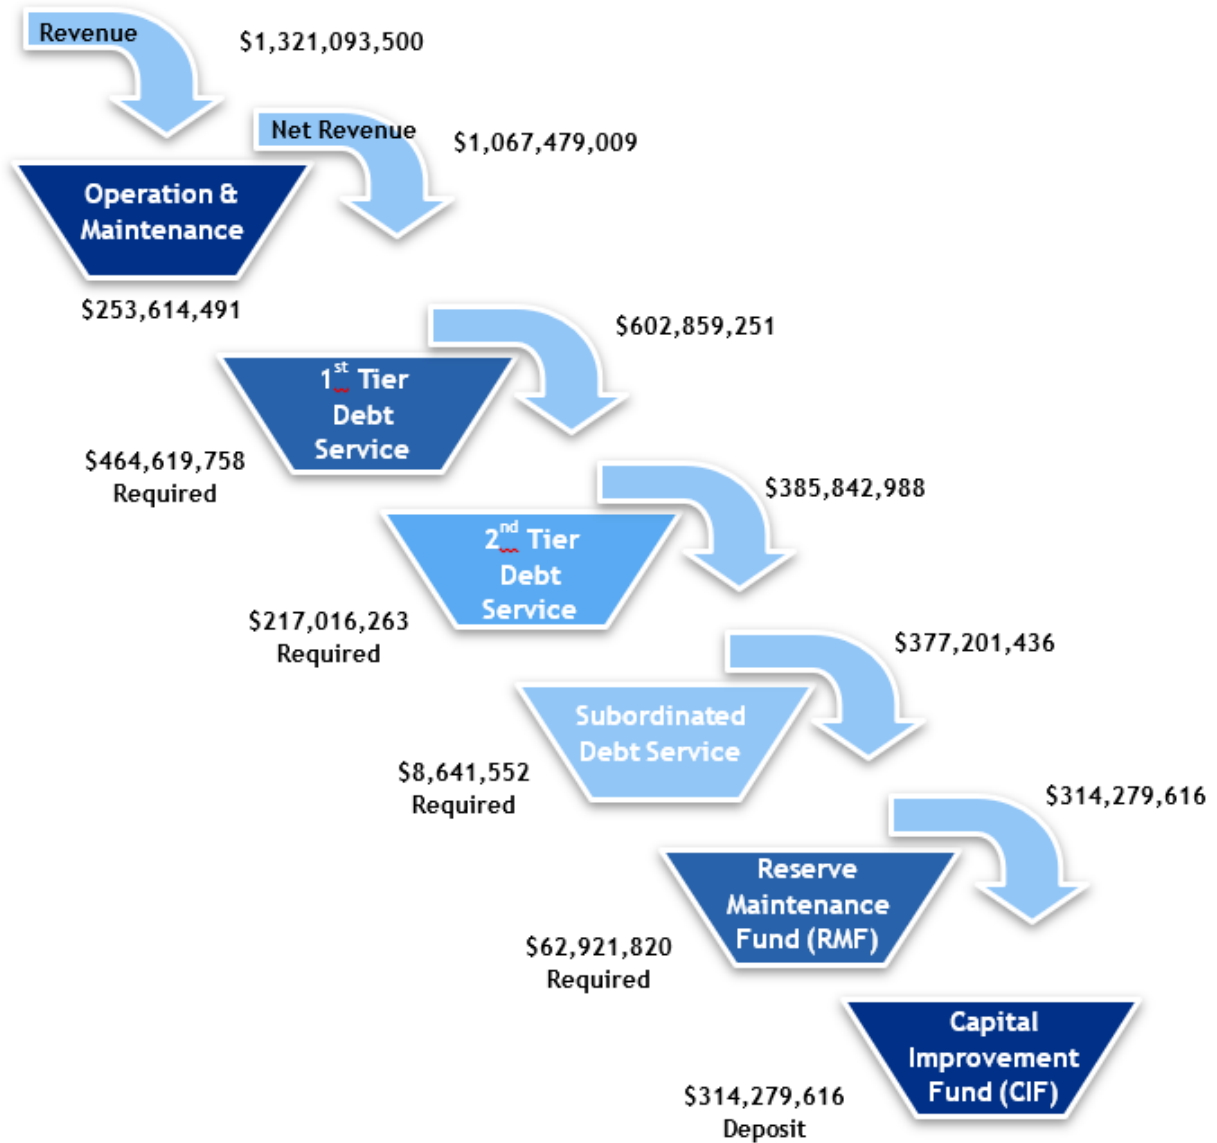 Revenue
$1,321,093,500
Net Revenue
$1,067,479,009
Operation &
Maintenance
$253,614,491
$602,859,251
1st Tier
Debt
Service
$464,619,758
Required
$385,842,988
2nd Tier
Debt
Service
$217,016,263
Required
$377,201,436
Subordinated
Debt Service
$8,641,552
Required
$314,279,616
Reserve
Maintenance
Fund (RMF)
$62,921,820
Required
Capital
Improvement
Fund (CIF)
$314,279,616
Deposit